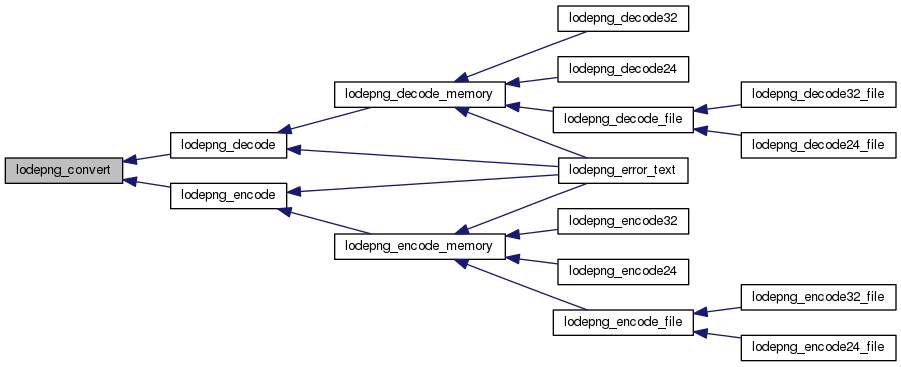 lodepng_convert
lodepng_decode
lodepng_encode
lodepng_decode_memory
lodepng_encode_memory
lodepng_decode32
lodepng_decode24
lodepng_decode_file
lodepng_error_text
lodepng_encode32
lodepng_encode24
lodepng_encode_file
lodepng_decode32_file
lodepng_decode24_file
lodepng_encode32_file
lodepng_encode24_file